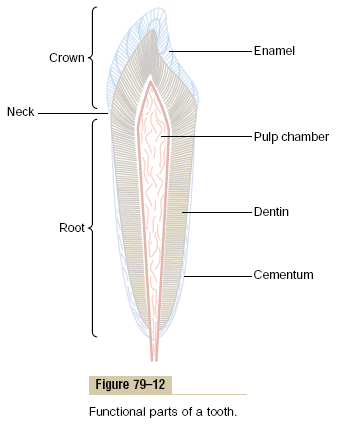 Crown
Enamel
Neck
Pulp chamber
Dentin
Root
Cementum
Figure 79–12
Functional parts of a tooth.